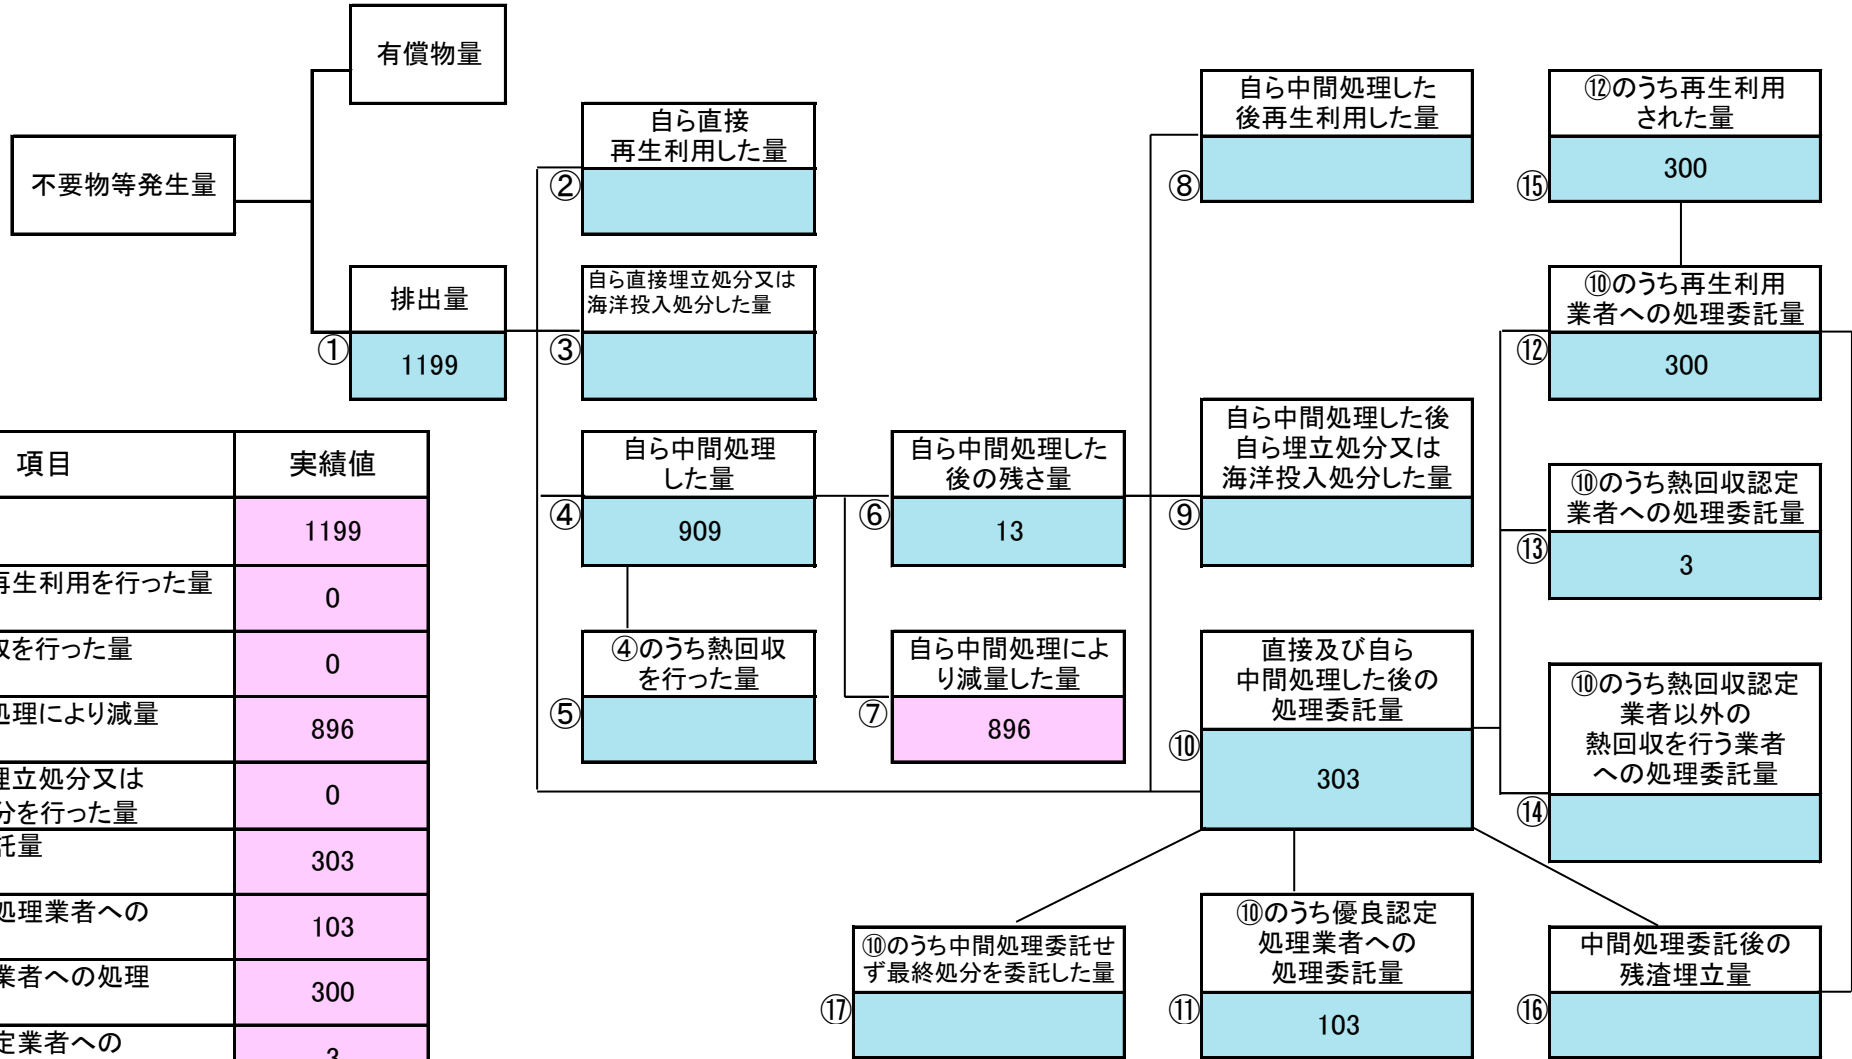 有償物量
不要物等発生量
排出量
①
1199
自ら直接
再生利用した量
②
自ら直接埋立処分又は
海洋投入処分した量
③
自ら中間処理
した量
④
909
④のうち熱回収
を行った量
⑤
自ら中間処理した
後の残さ量
⑥
13
自ら中間処理によ
り減量した量
⑦
896
自ら中間処理した
後再生利用した量
⑧
自ら中間処理した後
自ら埋立処分又は
海洋投入処分した量
⑨
直接及び自ら
中間処理した後の
処理委託量
⑩
303
⑫のうち再生利用
された量
⑮
300
⑩のうち再生利用
業者への処理委託量
⑫
300
⑩のうち熱回収認定
業者への処理委託量
⑬
3
⑩のうち熱回収認定
業者以外の
熱回収を行う業者
への処理委託量
⑭
⑩のうち中間処理委託せ
ず最終処分を委託した量
⑰
⑩のうち優良認定
処理業者への
処理委託量
⑪
103
中間処理委託後の
残渣埋立量
⑯
項目 実績値
1199
再生利用を行った量
0
収を行った量
0
処理により減量
896
埋立処分又は
分を行った量
0
託量
303
処理業者への
103
業者への処理
300
定業者への
3